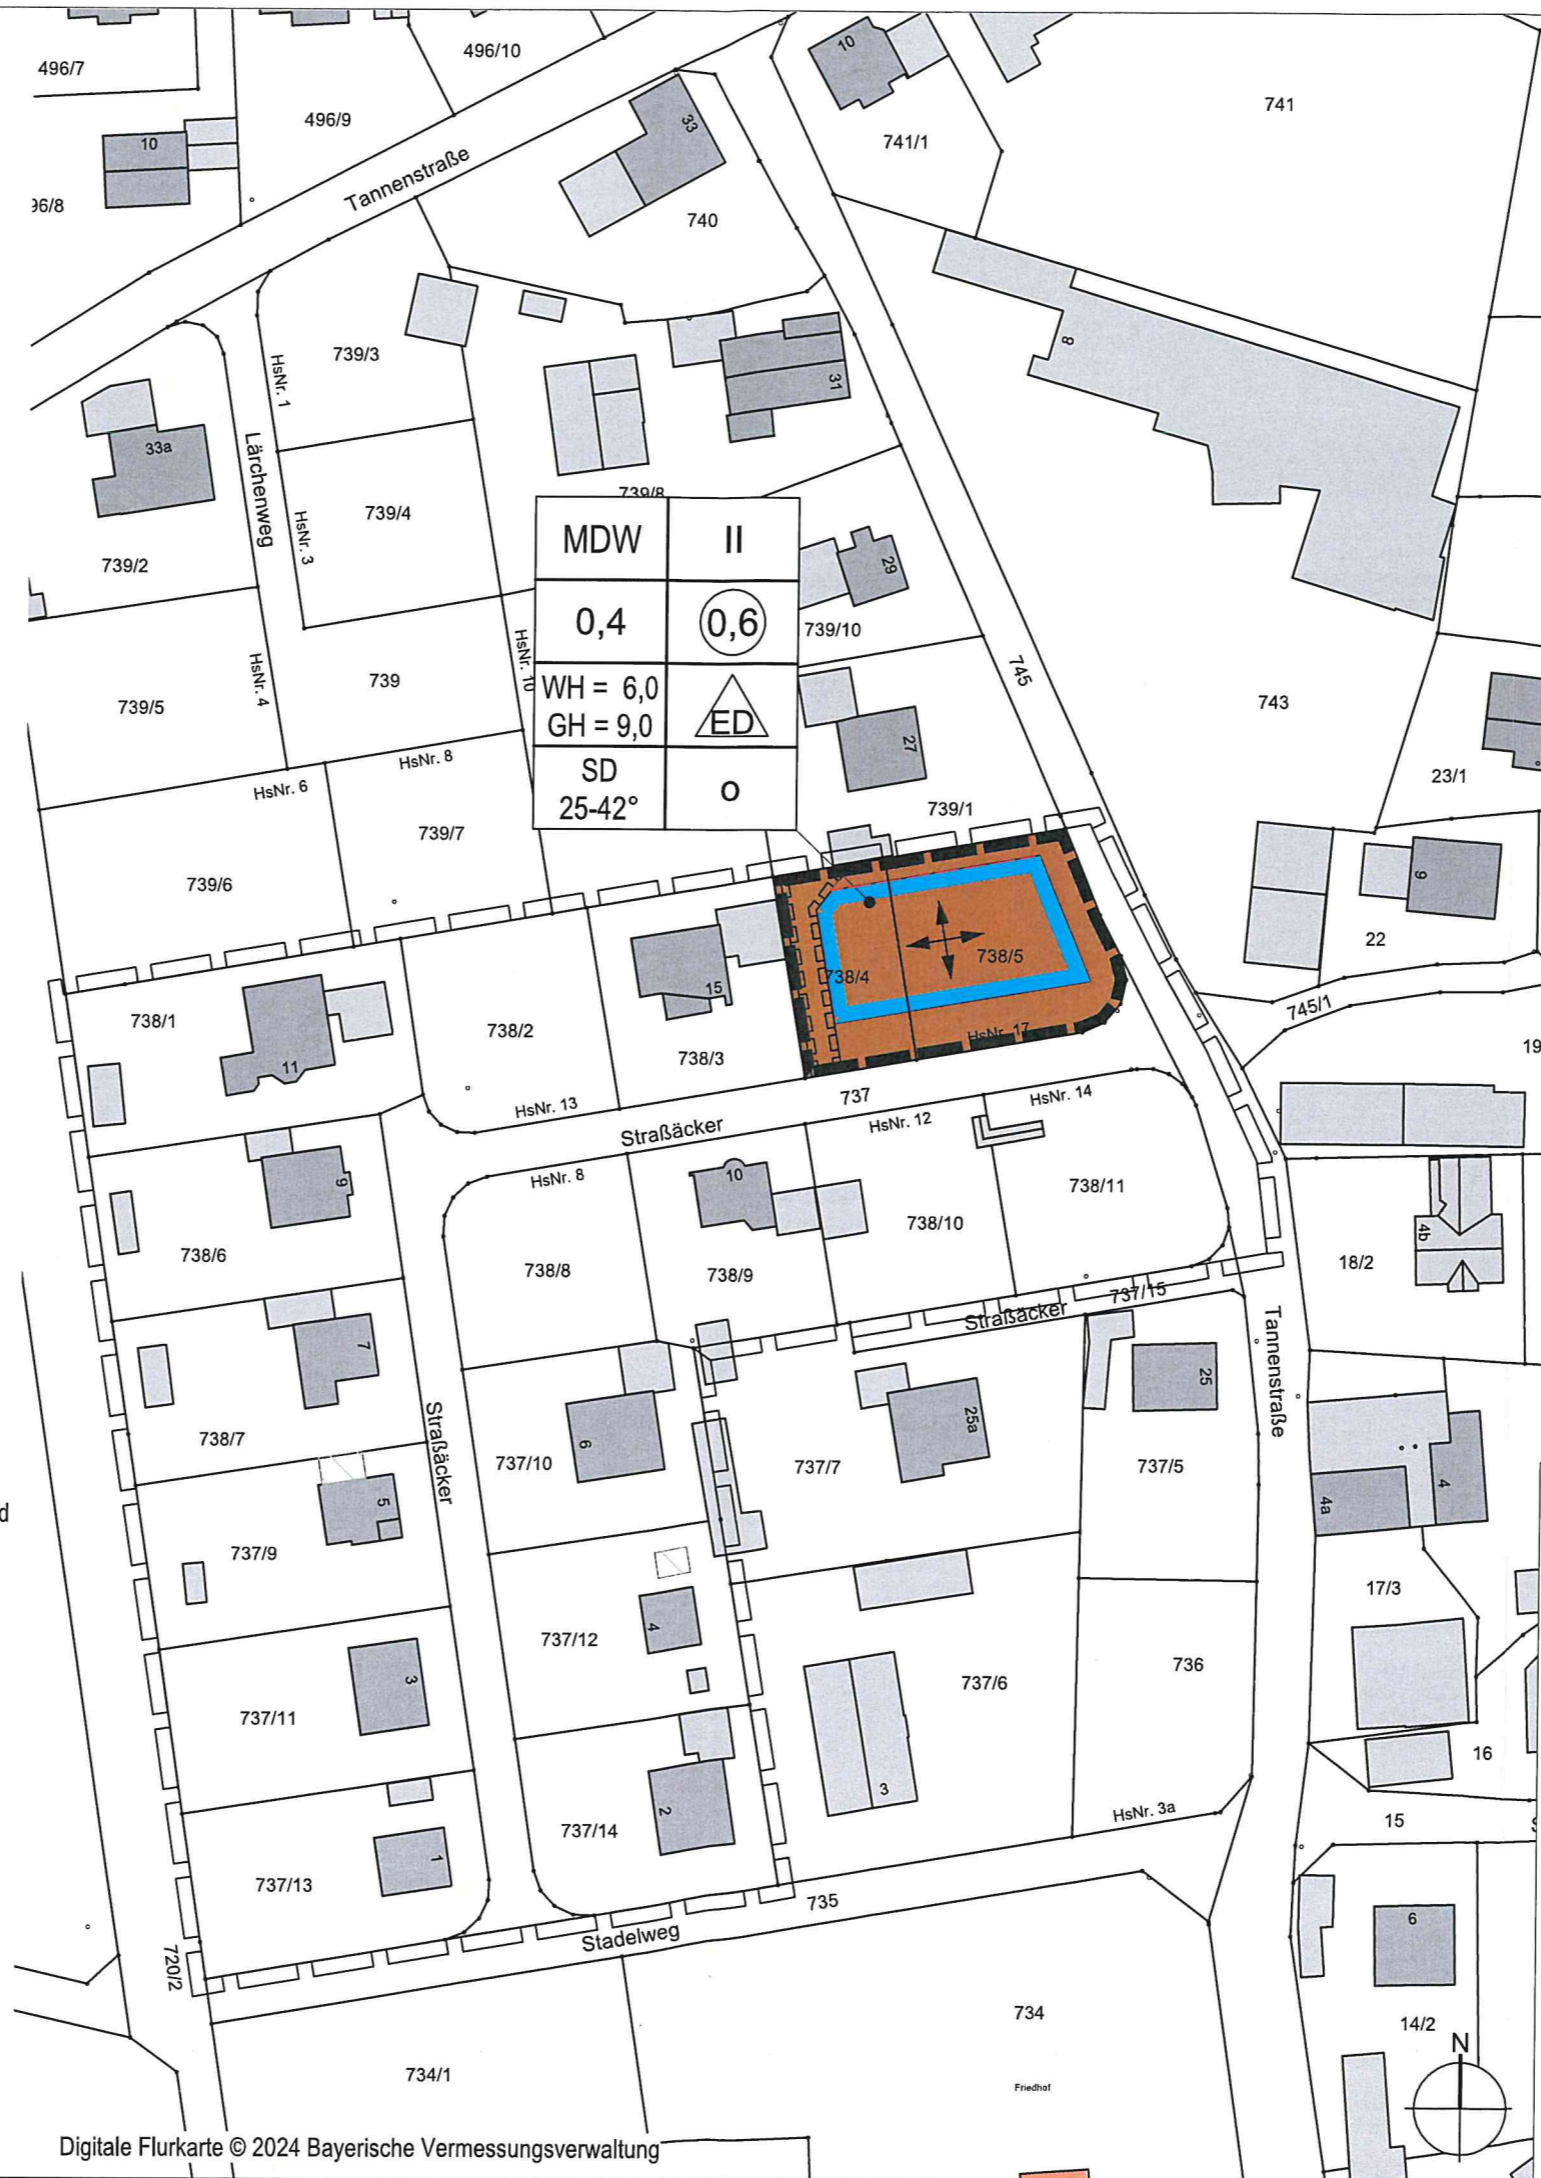 496/7
496/10
10
741
496/9
741/1
10
33
Tannenstraße
96/8
740
8
HsNr. 1
739/3
31
33a
Lärchenweg
739/8
739/4
HsNr. 3
MDW II
739/2
29
0,4 0,6
739/10
HsNr. 10
HsNr. 4
739
745
WH = 6,0
GH = 9,0
ED
743
739/5
27
SD
25-42°
o
HsNr. 8
HsNr. 6
23/1
739/1
739/7
739/6
9
22
738/4
738/5
15
738/1
738/2
HsNr. 17
745/1
19
738/3
11
737
HsNr. 14
HsNr. 13
HsNr. 12
Straßäcker
HsNr. 8
10
9
738/11
738/10
4b
738/6
738/8
738/9
18/2
737/15
Straßäcker
Tannenstraße
7
25
25a
738/7
Straßäcker
6
737/10
737/7
737/5
4
4a
5
d
737/9
17/3
4
737/12
736
3
737/6
737/11
16
3
HsNr. 3a
2
737/14
15
S
1
737/13
735
6
Stadelweg
720/2
734
14/2
N
734/1
Friedhof
Digitale Flurkarte © 2024 Bayerische Vermessungsverwaltung